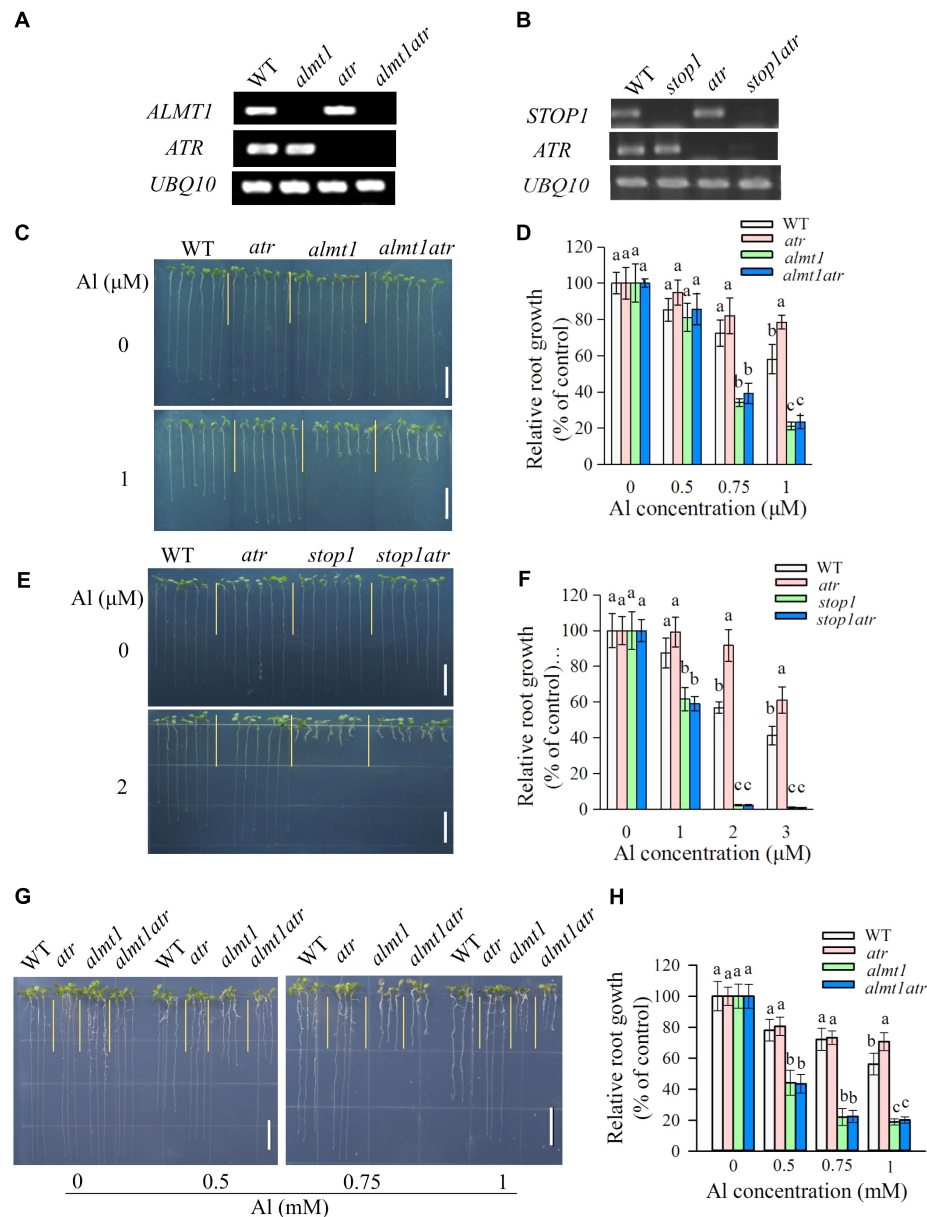 A
WT almt1 atr almt1atr
ALMT1
ATR
UBQ10
B
WT stop1 atr stop1atr
STOP1
ATR
UBQ10
C
WT atr almt1 almt1atr
Al (μM)
0
1
D
WT
atr
almt1
almt1atr
Relative root growth
(% of control)
120
100
80
60
40
20
0
a a a a
a a a a
a a b b
b a c c
0 0.5 0.75 1
Al concentration (μM)
E
WT atr stop1 stop1atr
Al (μM)
0
2
F
WT
atr
stop1
stop1atr
Relative root growth
(% of control)…
120
100
80
60
40
20
0
a a a a
a a b b
b a c c
b a c c
0 1 2 3
Al concentration (μM)
G
WT atr almt1 almt1atr WT atr almt1 almt1atr WT atr almt1 almt1atr WT atr almt1 almt1atr
0 0.5 0.75 1
Al (mM)
H
WT
atr
almt1
almt1atr
Relative root gowth
(% of control)
120
100
80
60
40
20
0
a a a a
a a b b
a a b b
b a c c
0 0.5 0.75 1
Al concentration (mM)